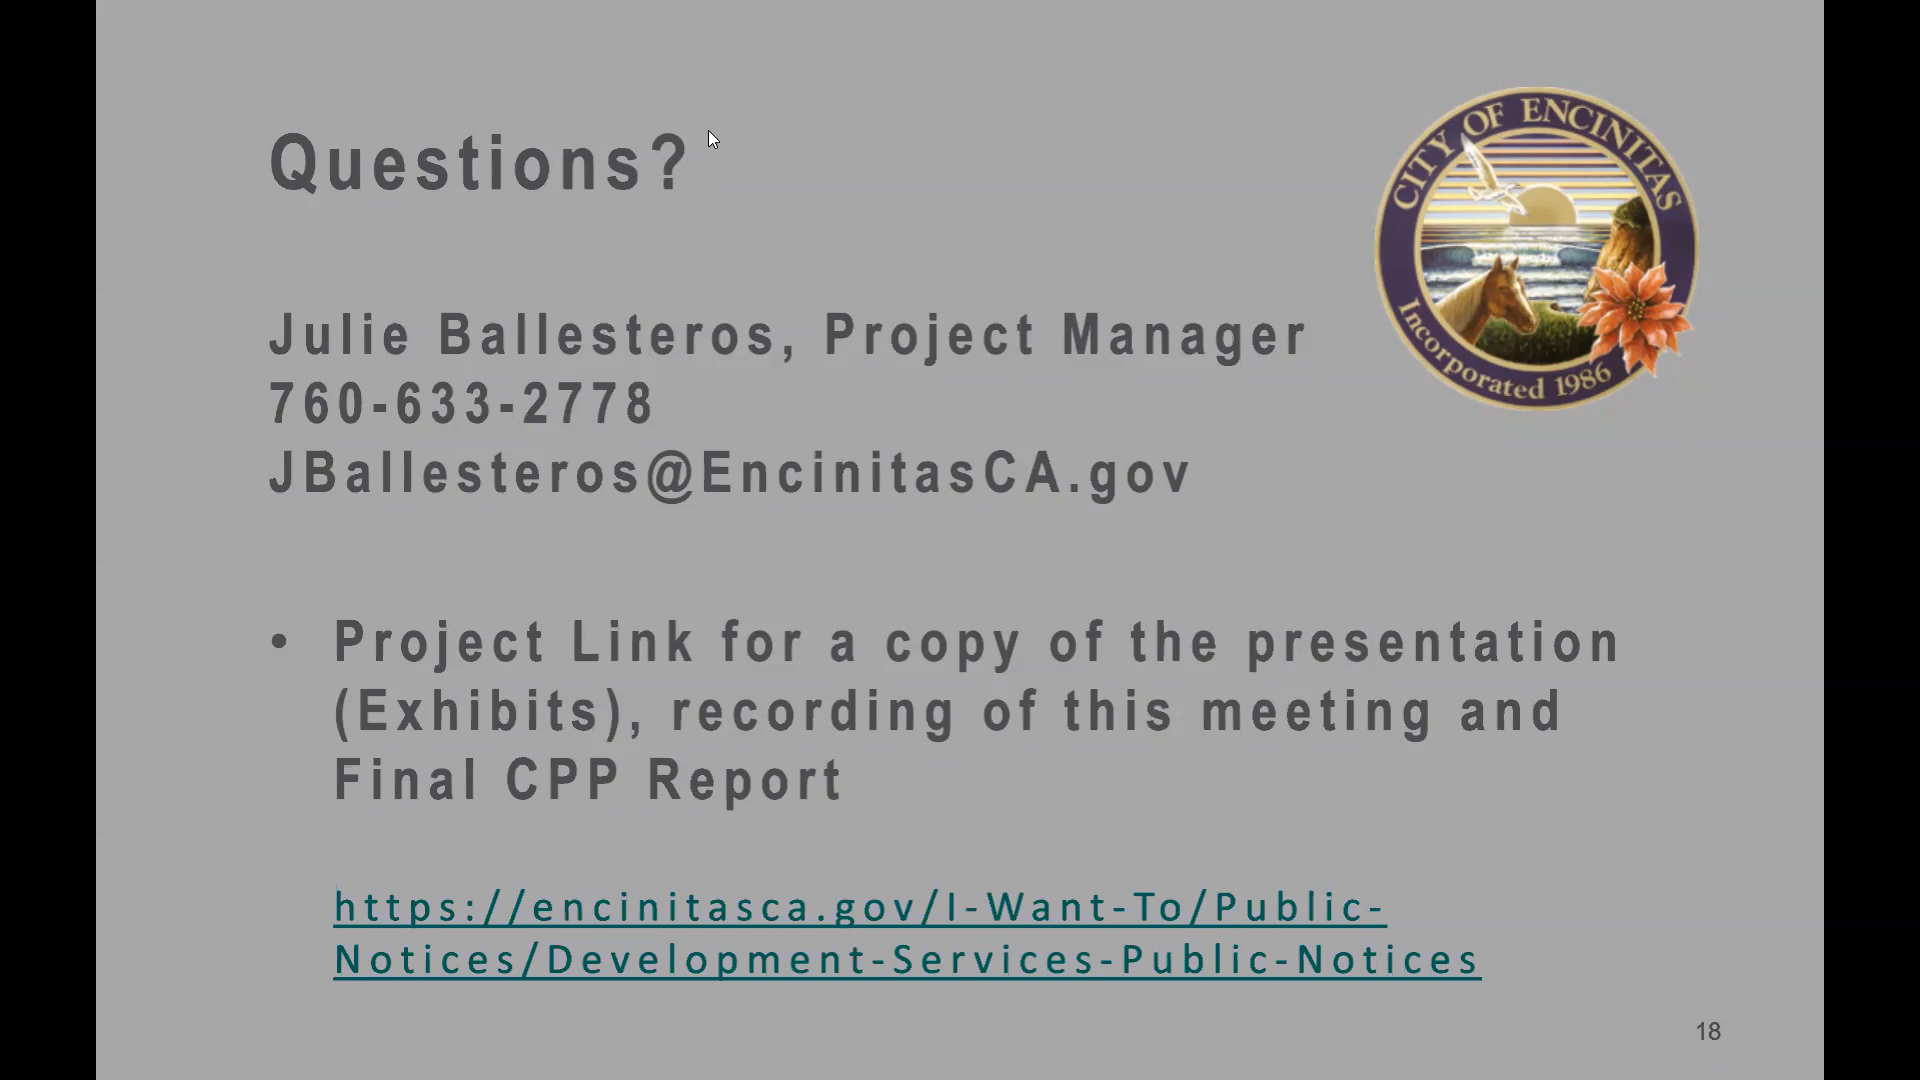 Questions?
CITY OF ENCINITAS
Incorporated 1986
Julie Ballesteros, Project Manager
760-633-2778
JBallesteros@EncinitasCA.gov
• Project Link for a copy of the presentation
(Exhibits), recording of this meeting and
Final CPP Report
https://encinitasca.gov/I-Want-To/Public-
Notices/Development-Services-Public-Notices
18